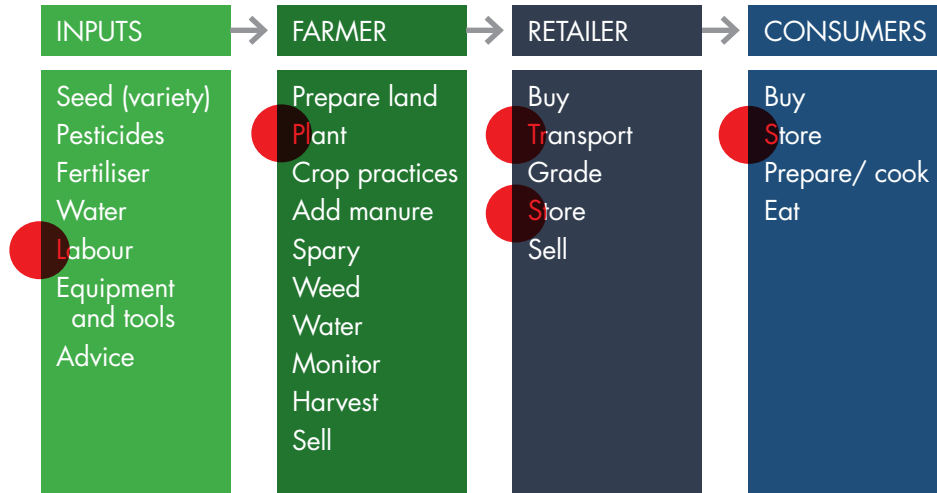 INPUTS
Seed (variety)
Pesticides
Fertiliser
Water
Labour
Equipment
and tools
Advice
FARMER
Prepare land
Plant
Crop practices
Add manure
Spary
Weed
Water
Monitor
Harvest
Sell
RETAILER
Buy
Transport
Grade
Store
Sell
CONSUMERS
Buy
Store
Prepare/ cook
Eat